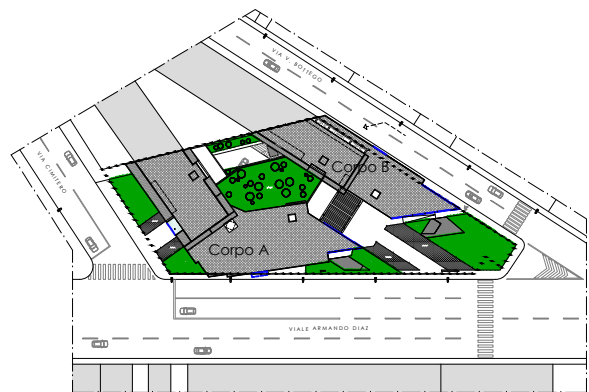 VIA V. BOTTEGO
VIA CIMITERO
Corpo B
Corpo A
VIALE ARMANDO DIAZ